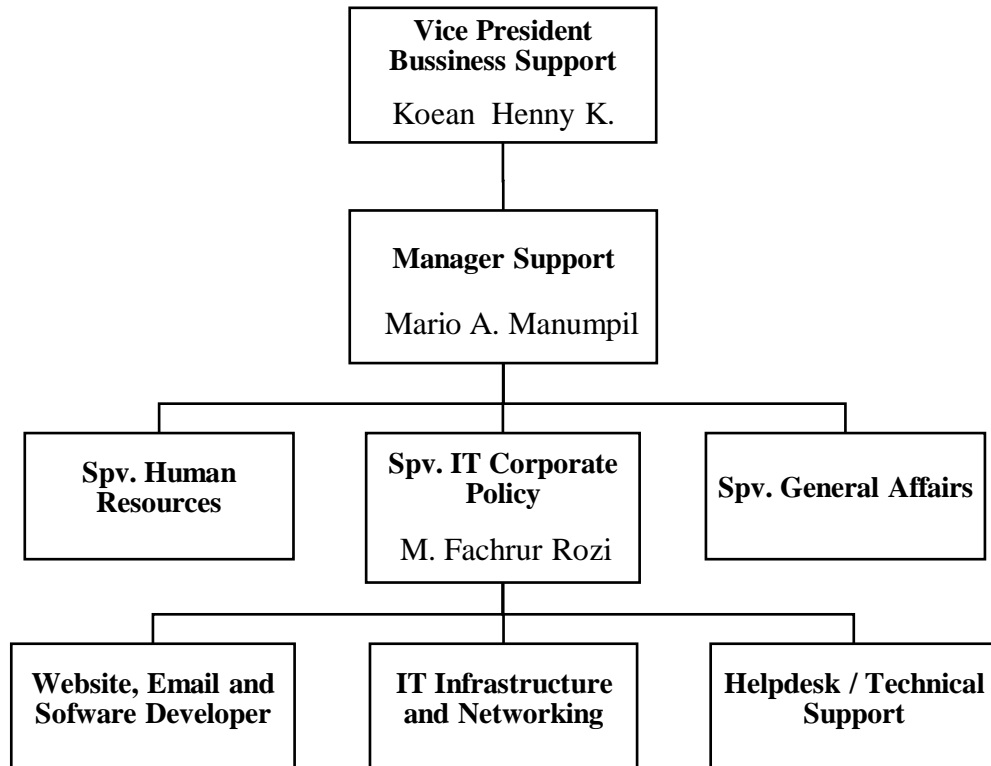 Vice President
Bussiness Support
Koean Henny K.
Manager Support
Mario A. Manumpil
Spv. Human
Resources
Spv. IT Corporate
Policy
M. Fachrur Rozi
Spv. General Affairs
Website, Email and
Sofware Developer
IT Infrastructure
and Networking
Helpdesk / Technical
Support